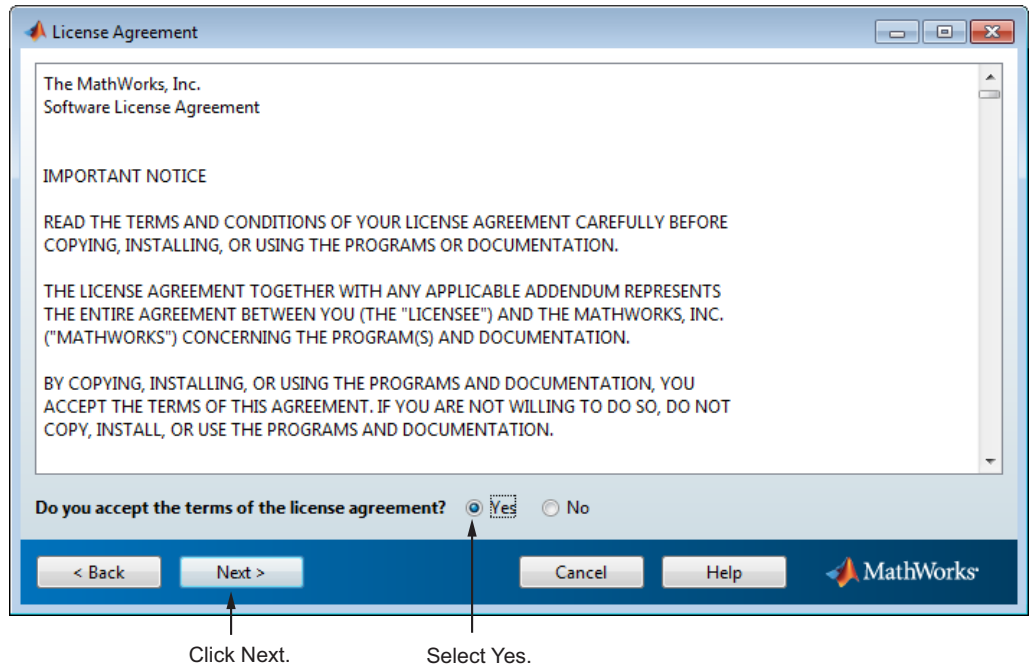 License Agreement
The MathWorks, Inc.
Software License Agreement
IMPORTANT NOTICE
READ THE TERMS AND CONDITIONS OF YOUR LICENSE AGREEMENT CAREFULLY BEFORE
COPYING, INSTALLING, OR USING THE PROGRAMS OR DOCUMENTATION.
THE LICENSE AGREEMENT TOGETHER WITH ANY APPLICABLE ADDENDUM REPRESENTS
THE ENTIRE AGREEMENT BETWEEN YOU (THE "LICENSEE") AND THE MATHWORKS, INC.
("MATHWORKS") CONCERNING THE PROGRAM(S) AND DOCUMENTATION.
BY COPYING, INSTALLING, OR USING THE PROGRAMS AND DOCUMENTATION, YOU
ACCEPT THE TERMS OF THIS AGREEMENT. IF YOU ARE NOT WILLING TO DO SO, DO NOT
COPY, INSTALL, OR USE THE PROGRAMS AND DOCUMENTATION.
Do you accept the terms of the license agreement? Yes No
< Back Next > Cancel Help MathWorks
Click Next. Select Yes.